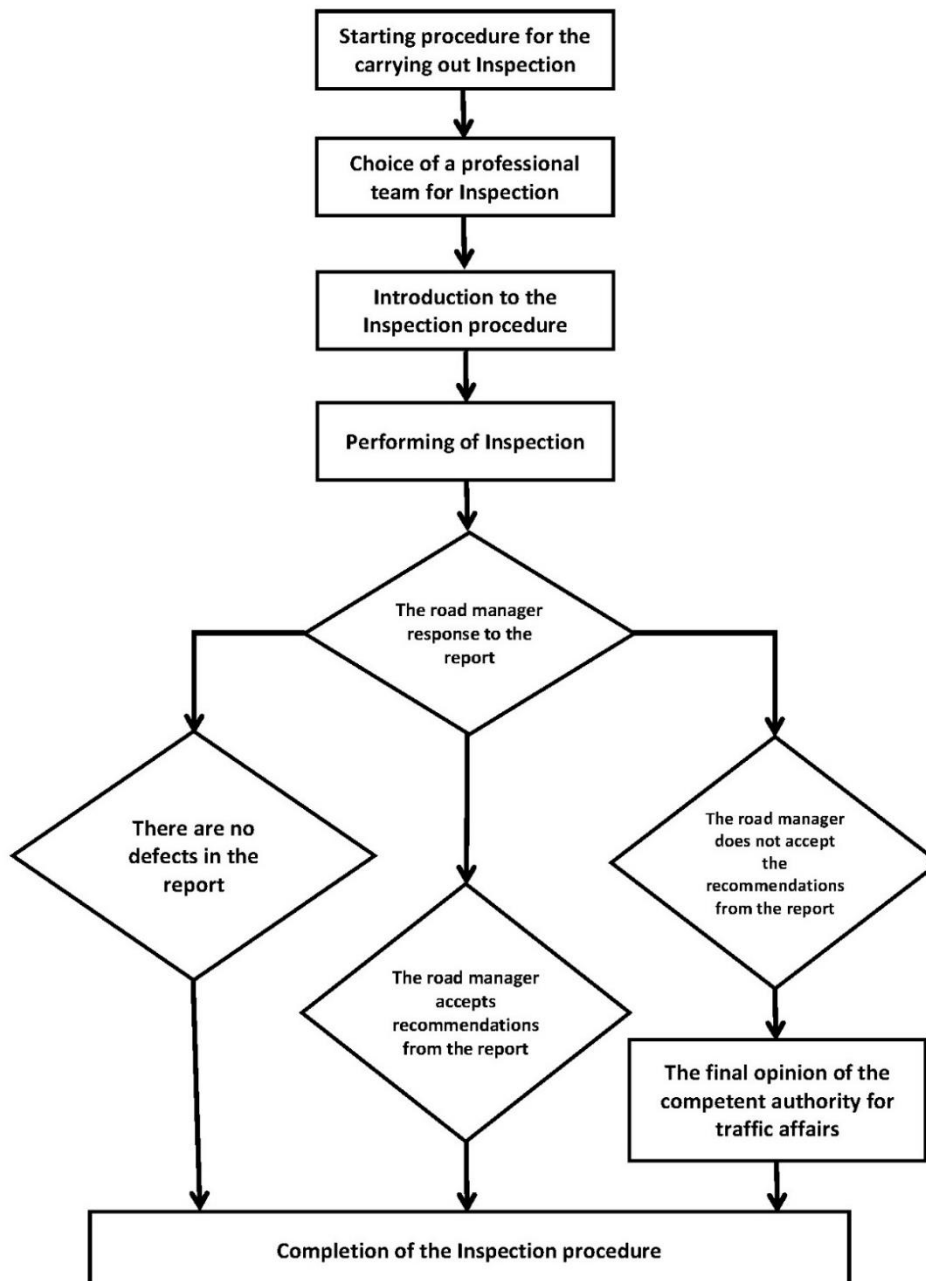 Starting procedure for the
carrying out Inspection
Choice of a professional
team for Inspection
Introduction to the
Inspection procedure
Performing of Inspection
The road manager
response to the
report
There are no
defects in the
report
The road manager
accepts
recommendations
from the report
The road manager
does not accept
the
recommendations
from the report
The final opinion of the
competent authority for
traffic affairs
Completion of the Inspection procedure